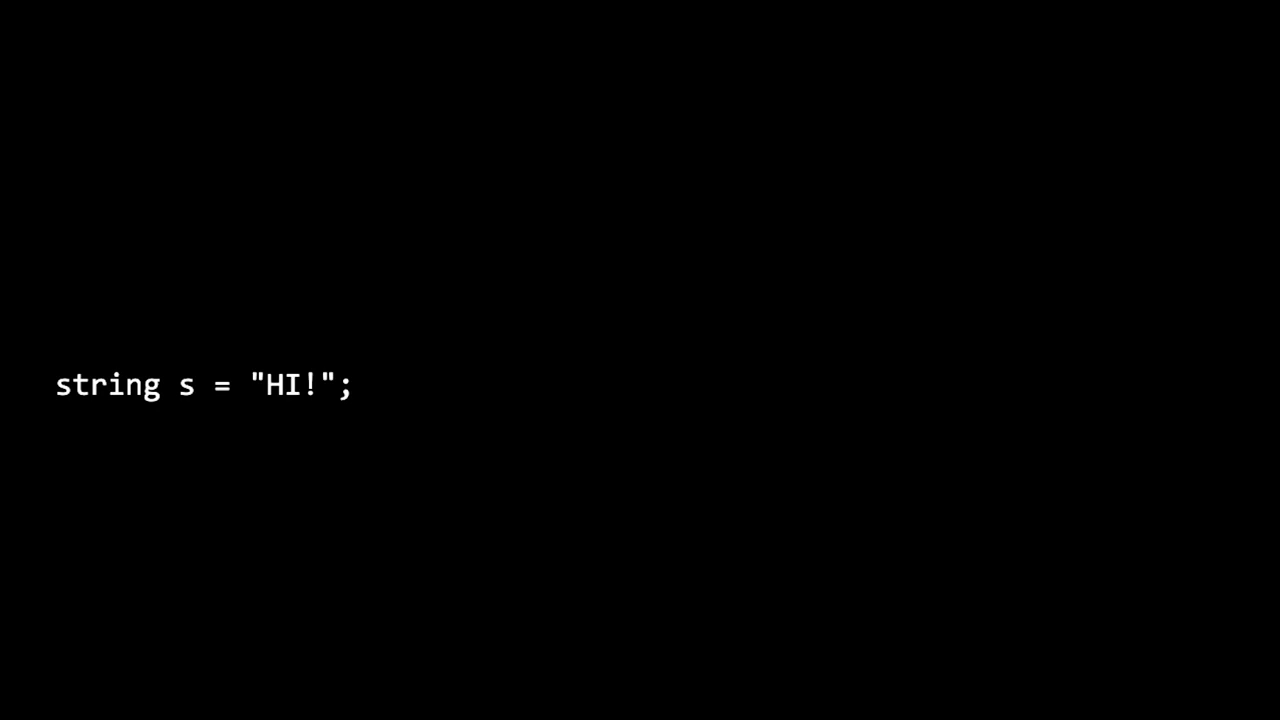 string s = "HI!";